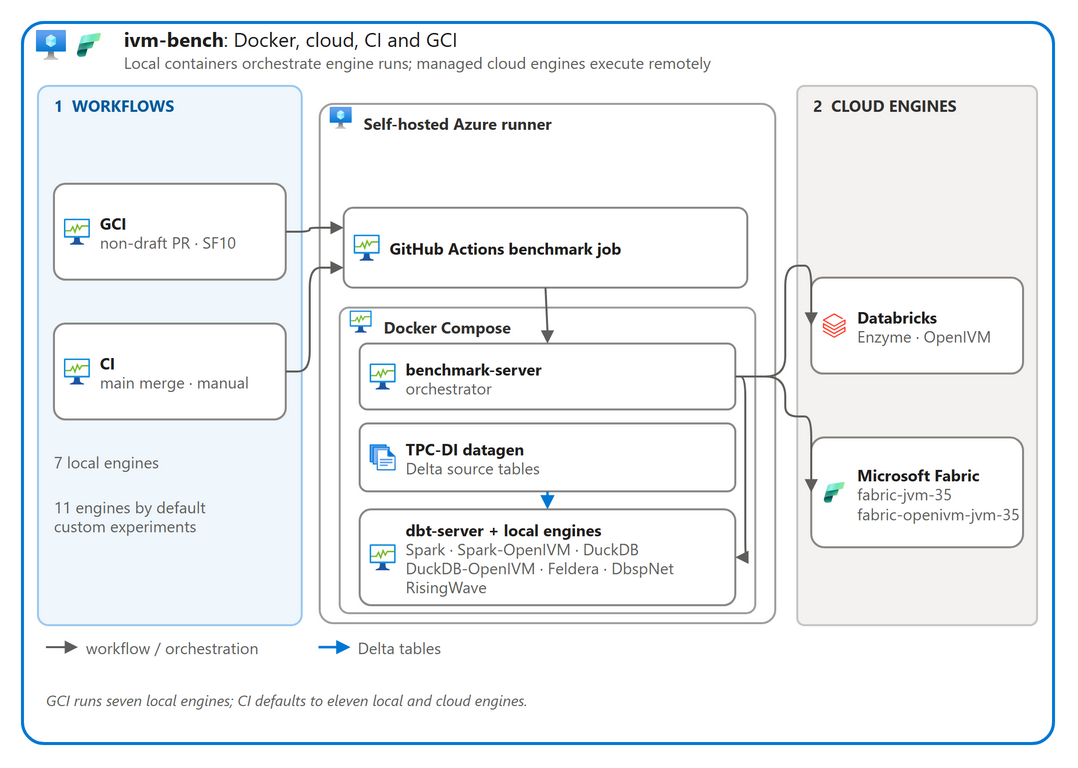 ivm-bench: Docker, cloud, CI and GCI
Local containers orchestrate engine runs; managed cloud engines execute remotely
1 WORKFLOWS
GCI
non-draft PR · SF10
CI
main merge · manual
7 local engines
11 engines by default
custom experiments
Self-hosted Azure runner
GitHub Actions benchmark job
Docker Compose
benchmark-server
orchestrator
TPC-DI datagen
Delta source tables
dbt-server + local engines
Spark · Spark-OpenIVM · DuckDB
DuckDB-OpenIVM · Feldera · DbspNet
RisingWave
2 CLOUD ENGINES
Databricks
Enzyme · OpenIVM
Microsoft Fabric
fabric-jvm-35
fabric-openivm-jvm-35
workflow / orchestration
Delta tables
GCI runs seven local engines; CI defaults to eleven local and cloud engines.